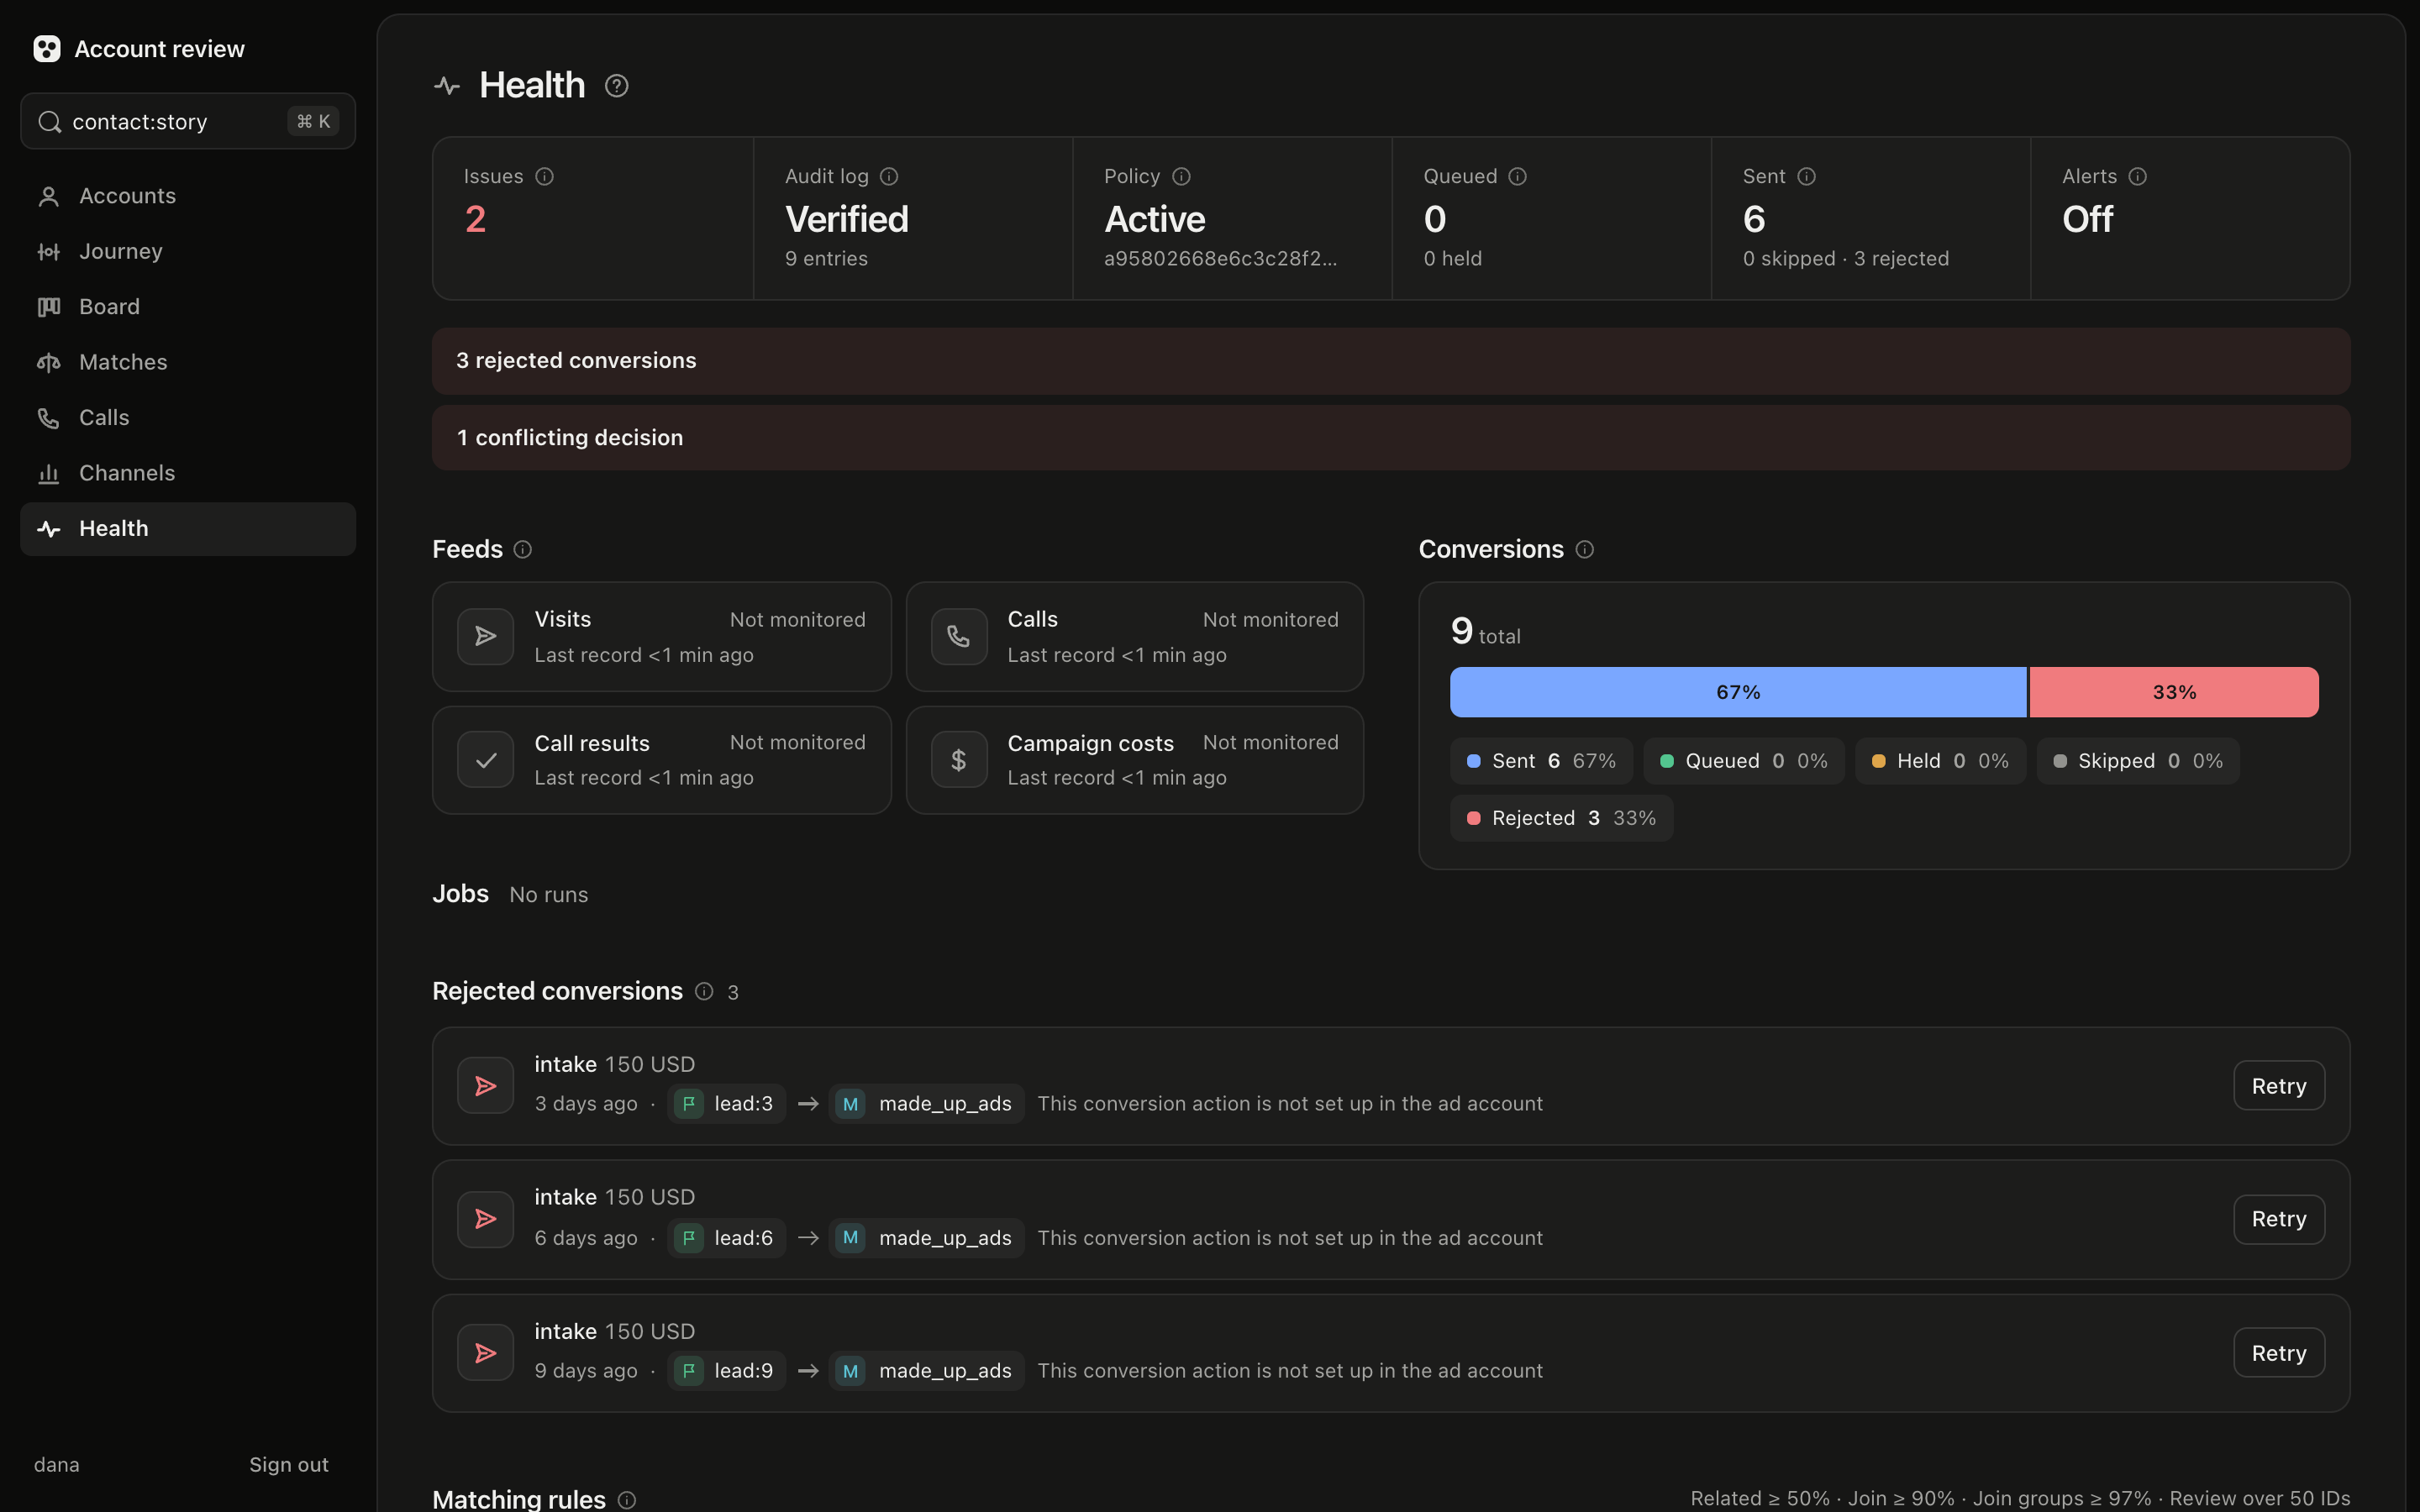 Account review
contact:story
⌘ K
Accounts
Journey
Board
Matches
Calls
Channels
Health
dana
Sign out
Health
Issues
2
Audit log
Verified
9 entries
Policy
Active
a95802668e6c3c28f2...
Queued
0
0 held
Sent
6
0 skipped · 3 rejected
Alerts
Off
3 rejected conversions
1 conflicting decision
Feeds
Visits
Not monitored
Last record <1 min ago
Calls
Not monitored
Last record <1 min ago
Call results
Not monitored
Last record <1 min ago
Campaign costs
Not monitored
Last record <1 min ago
Conversions
9 total
67%
33%
Sent 6 67%
Queued 0 0%
Held 0 0%
Skipped 0 0%
Rejected 3 33%
Jobs No runs
Rejected conversions 3
intake 150 USD
3 days ago · lead:3 → M made_up_ads This conversion action is not set up in the ad account
Retry
intake 150 USD
6 days ago · lead:6 → M made_up_ads This conversion action is not set up in the ad account
Retry
intake 150 USD
9 days ago · lead:9 → M made_up_ads This conversion action is not set up in the ad account
Retry
Matching rules
Related ≥ 50% · Join ≥ 90% · Join groups ≥ 97% · Review over 50 IDs